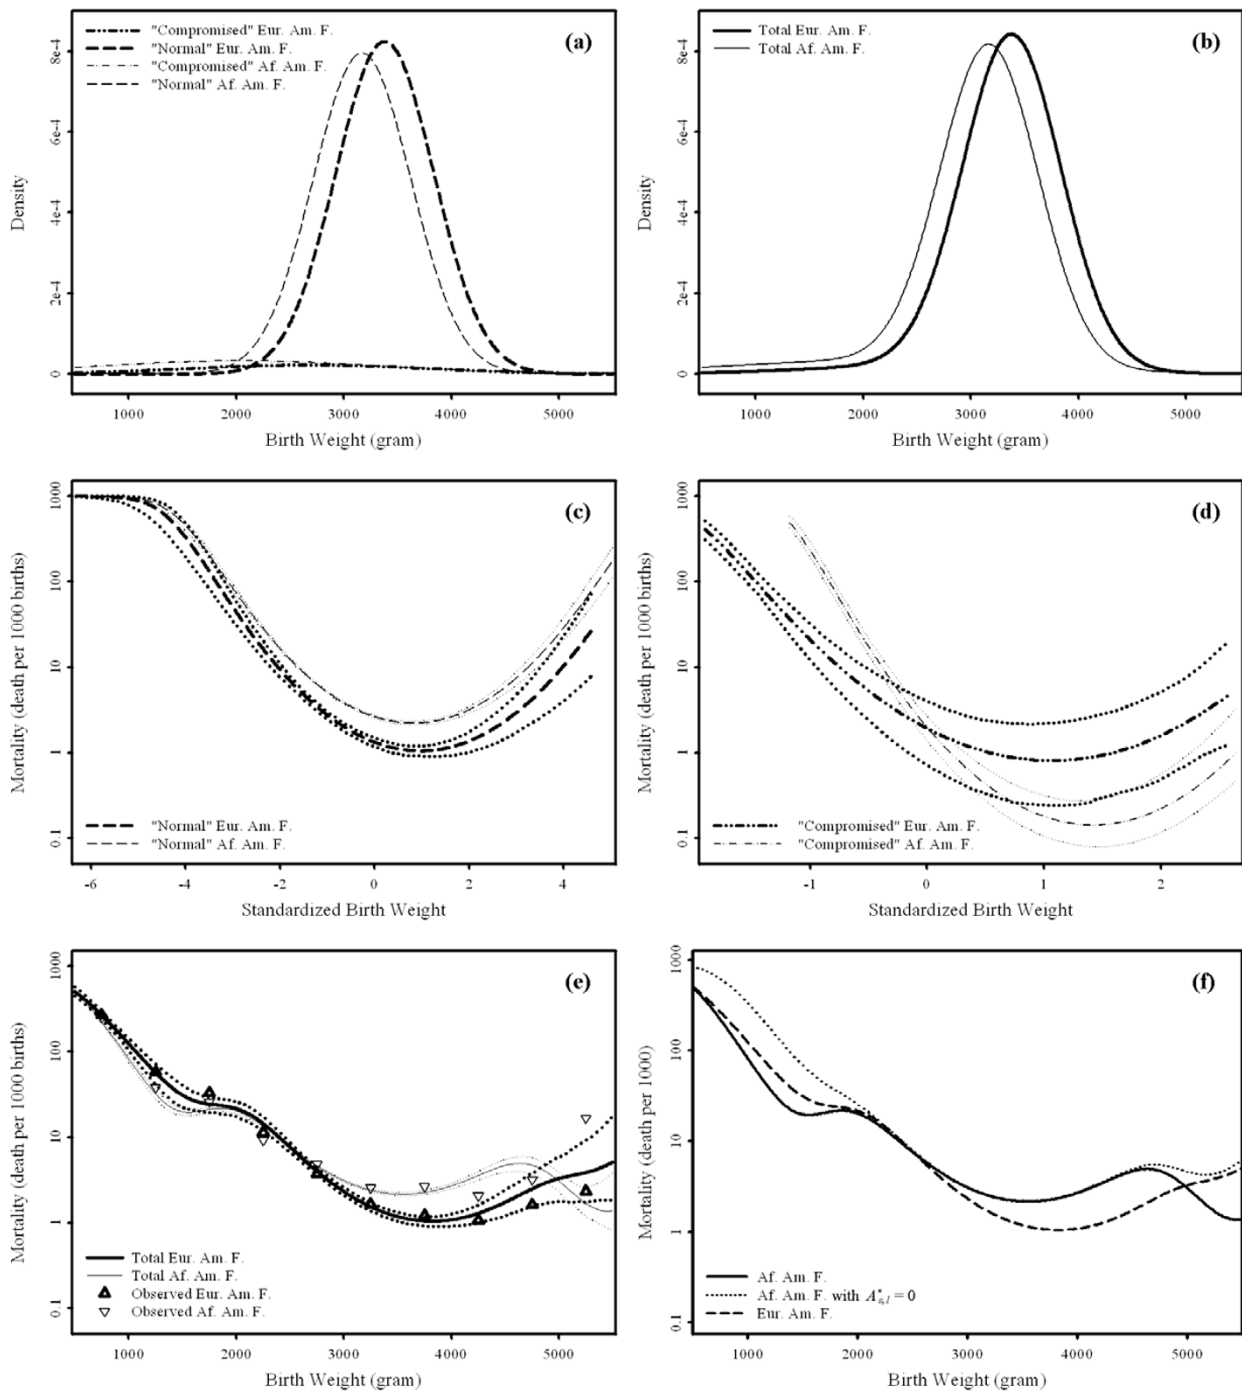 "Compromised" Eur. Am. F.
"Normal" Eur. Am. F.
"Compromised" Af. Am. F.
"Normal" Af. Am. F.
(a)
Density
0 2e-4 4e-4 6e-4 8e-4
1000 2000 3000 4000 5000
Birth Weight (gram)
Total Eur. Am. F.
Total Af. Am. F.
(b)
Density
0 2e-4 4e-4 6e-4 8e-4
1000 2000 3000 4000 5000
Birth Weight (gram)
(c)
Mortality (death per 1000 births)
0.1 1 10 100 1000
"Normal" Eur. Am. F.
"Normal" Af. Am. F.
-6 -4 -2 0 2 4
Standardized Birth Weight
(d)
Mortality (death per 1000 births)
0.1 1 10 100 1000
"Compromised" Eur. Am. F.
"Compromised" Af. Am. F.
-1 0 1 2
Standardized Birth Weight
(e)
Mortality (death per 1000 births)
0.1 1 10 100 1000
Total Eur. Am. F.
Total Af. Am. F.
Observed Eur. Am. F.
Observed Af. Am. F.
1000 2000 3000 4000 5000
Birth Weight (gram)
(f)
Mortality (death per 1000)
0.1 1 10 100 1000
Af. Am. F.
Af. Am. F. with = 0
Eur. Am. F.
1000 2000 3000 4000 5000
Birth Weight (gram)